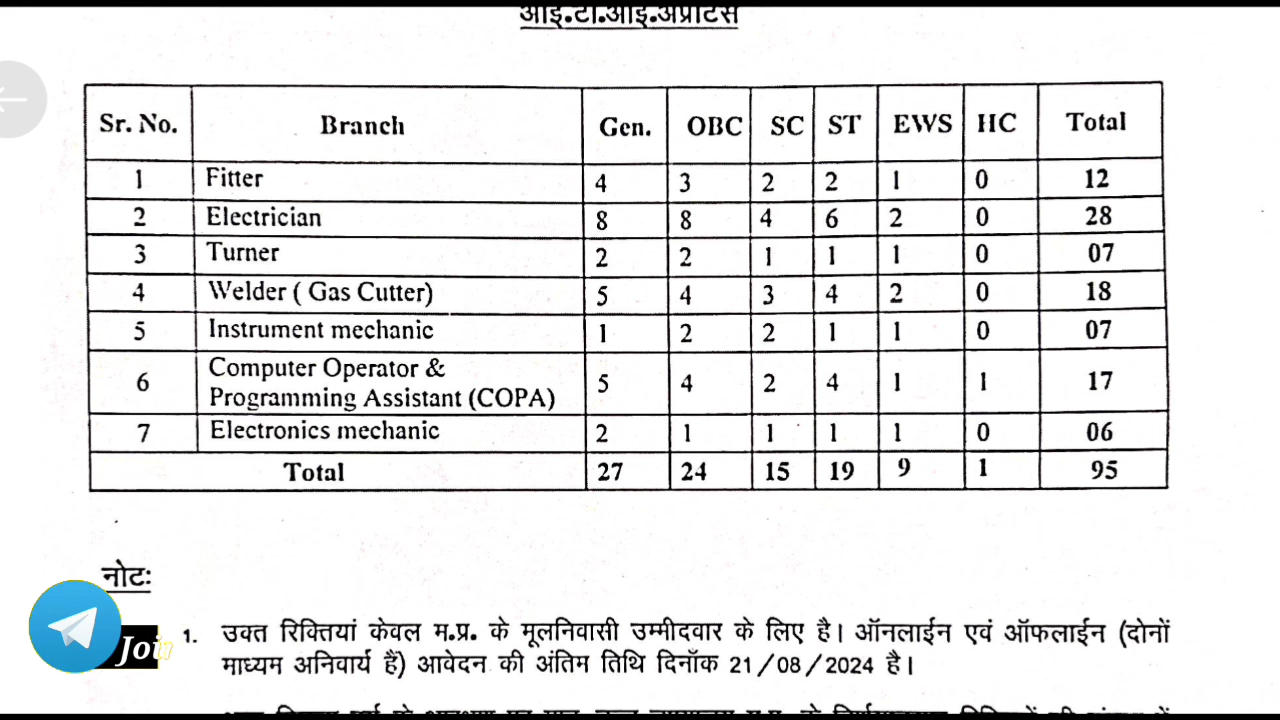 आई.टी.आई.अप्रेंटिस
Sr. No. Branch Gen. OBC SC ST EWS HC Total
1 Fitter 4 3 2 2 1 0 12
2 Electrician 8 8 4 6 2 0 28
3 Turner 2 2 1 1 1 0 07
4 Welder ( Gas Cutter) 5 4 3 4 2 0 18
5 Instrument mechanic 1 2 2 1 1 0 07
6 Computer Operator &
Programming Assistant (COPA) 5 4 2 4 1 1 17
7 Electronics mechanic 2 1 1 1 1 0 06
Total 27 24 15 19 9 1 95
नोटः
Join
1. उक्त रिक्तियां केवल म.प्र. के मूलनिवासी उम्मीदवार के लिए है। ऑनलाईन एवं ऑफलाईन (दोनों
माध्यम अनिवार्य हैं) आवेदन की अंतिम तिथि दिनॉक 21/08/2024 है।